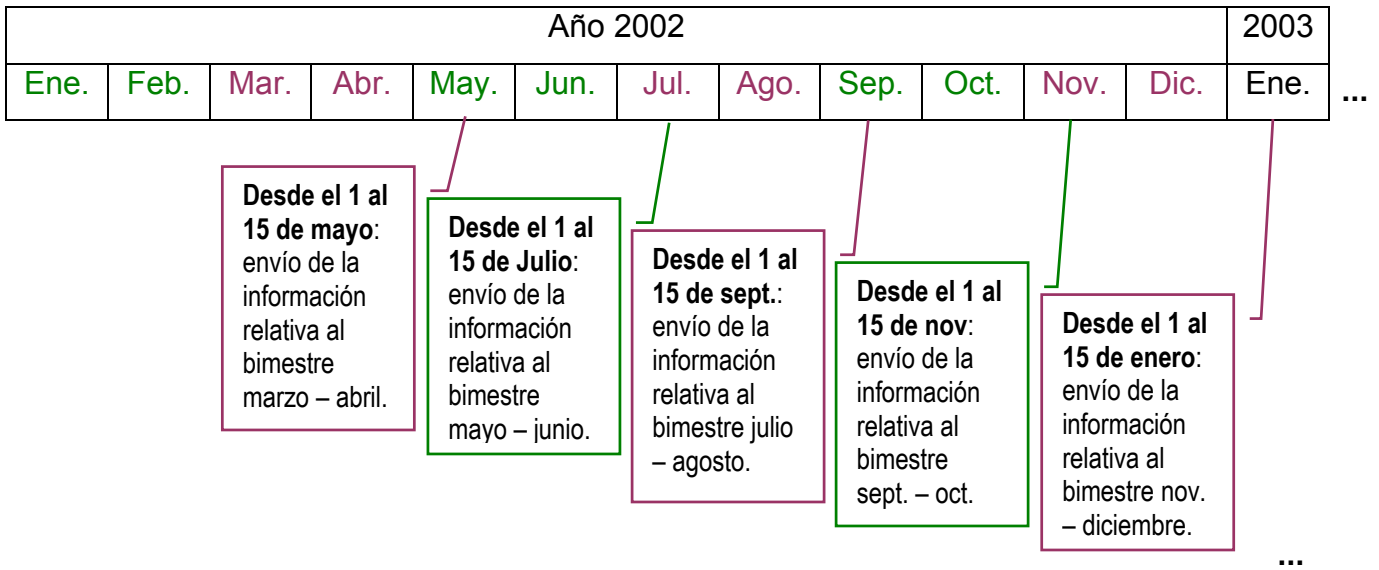 Año 2002 2003
Ene. Feb. Mar. Abr. May. Jun. Jul. Ago. Sep. Oct. Nov. Dic. Ene. ...
Desde el 1 al
15 de mayo:
envío de la
información
relativa al
bimestre
marzo – abril.
Desde el 1 al
15 de Julio:
envío de la
información
relativa al
bimestre
mayo – junio.
Desde el 1 al
15 de sept.:
envío de la
información
relativa al
bimestre julio
– agosto.
Desde el 1 al
15 de nov:
envío de la
información
relativa al
bimestre
sept. – oct.
Desde el 1 al
15 de enero:
envío de la
información
relativa al
bimestre nov.
– diciembre.
...